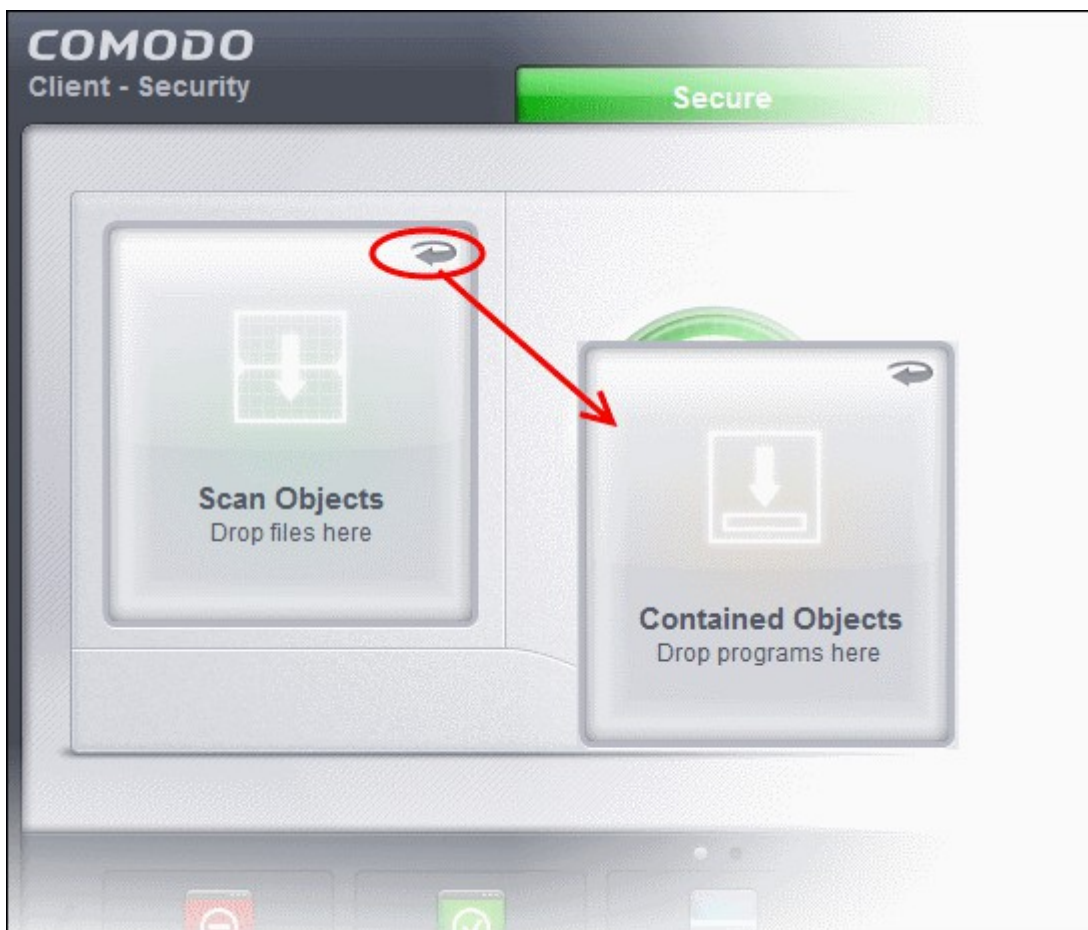 COMODO
Client - Security
Secure
Scan Objects
Drop files here
Contained Objects
Drop programs here